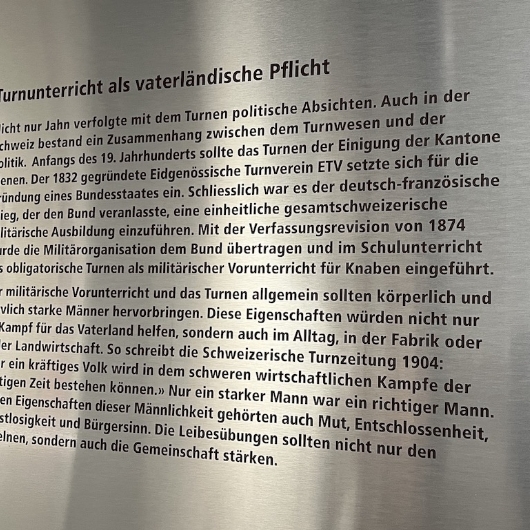 Turnunterricht als vaterländische Pflicht
icht nur Jahn verfolgte mit dem Turnen politische Absichten. Auch in der
chweiz bestand ein Zusammenhang zwischen dem Turnwesen und der
olitik. Anfangs des 19. Jahrhunderts sollte das Turnen der Einigung der Kantone
enen. Der 1832 gegründete Eidgenössische Turnverein ETV setzte sich für die
ründung eines Bundesstaates ein. Schliesslich war es der deutsch-französische
ieg, der den Bund veranlasste, eine einheitliche gesamtschweizerische
litärische Ausbildung einzuführen. Mit der Verfassungsrevision von 1874
rde die Militärorganisation dem Bund übertragen und im Schulunterricht
s obligatorische Turnen als militärischer Vorunterricht für Knaben eingeführt.
r militärische Vorunterricht und das Turnen allgemein sollten körperlich und
vlich starke Männer hervorbringen. Diese Eigenschaften würden nicht nur
Kampf für das Vaterland helfen, sondern auch im Alltag, in der Fabrik oder
er Landwirtschaft. So schreibt die Schweizerische Turnzeitung 1904:
r ein kräftiges Volk wird in dem schweren wirtschaftlichen Kampfe der
tigen Zeit bestehen können.» Nur ein starker Mann war ein richtiger Mann.
en Eigenschaften dieser Männlichkeit gehörten auch Mut, Entschlossenheit,
stlosigkeit und Bürgersinn. Die Leibesübungen sollten nicht nur den
elnen, sondern auch die Gemeinschaft stärken.